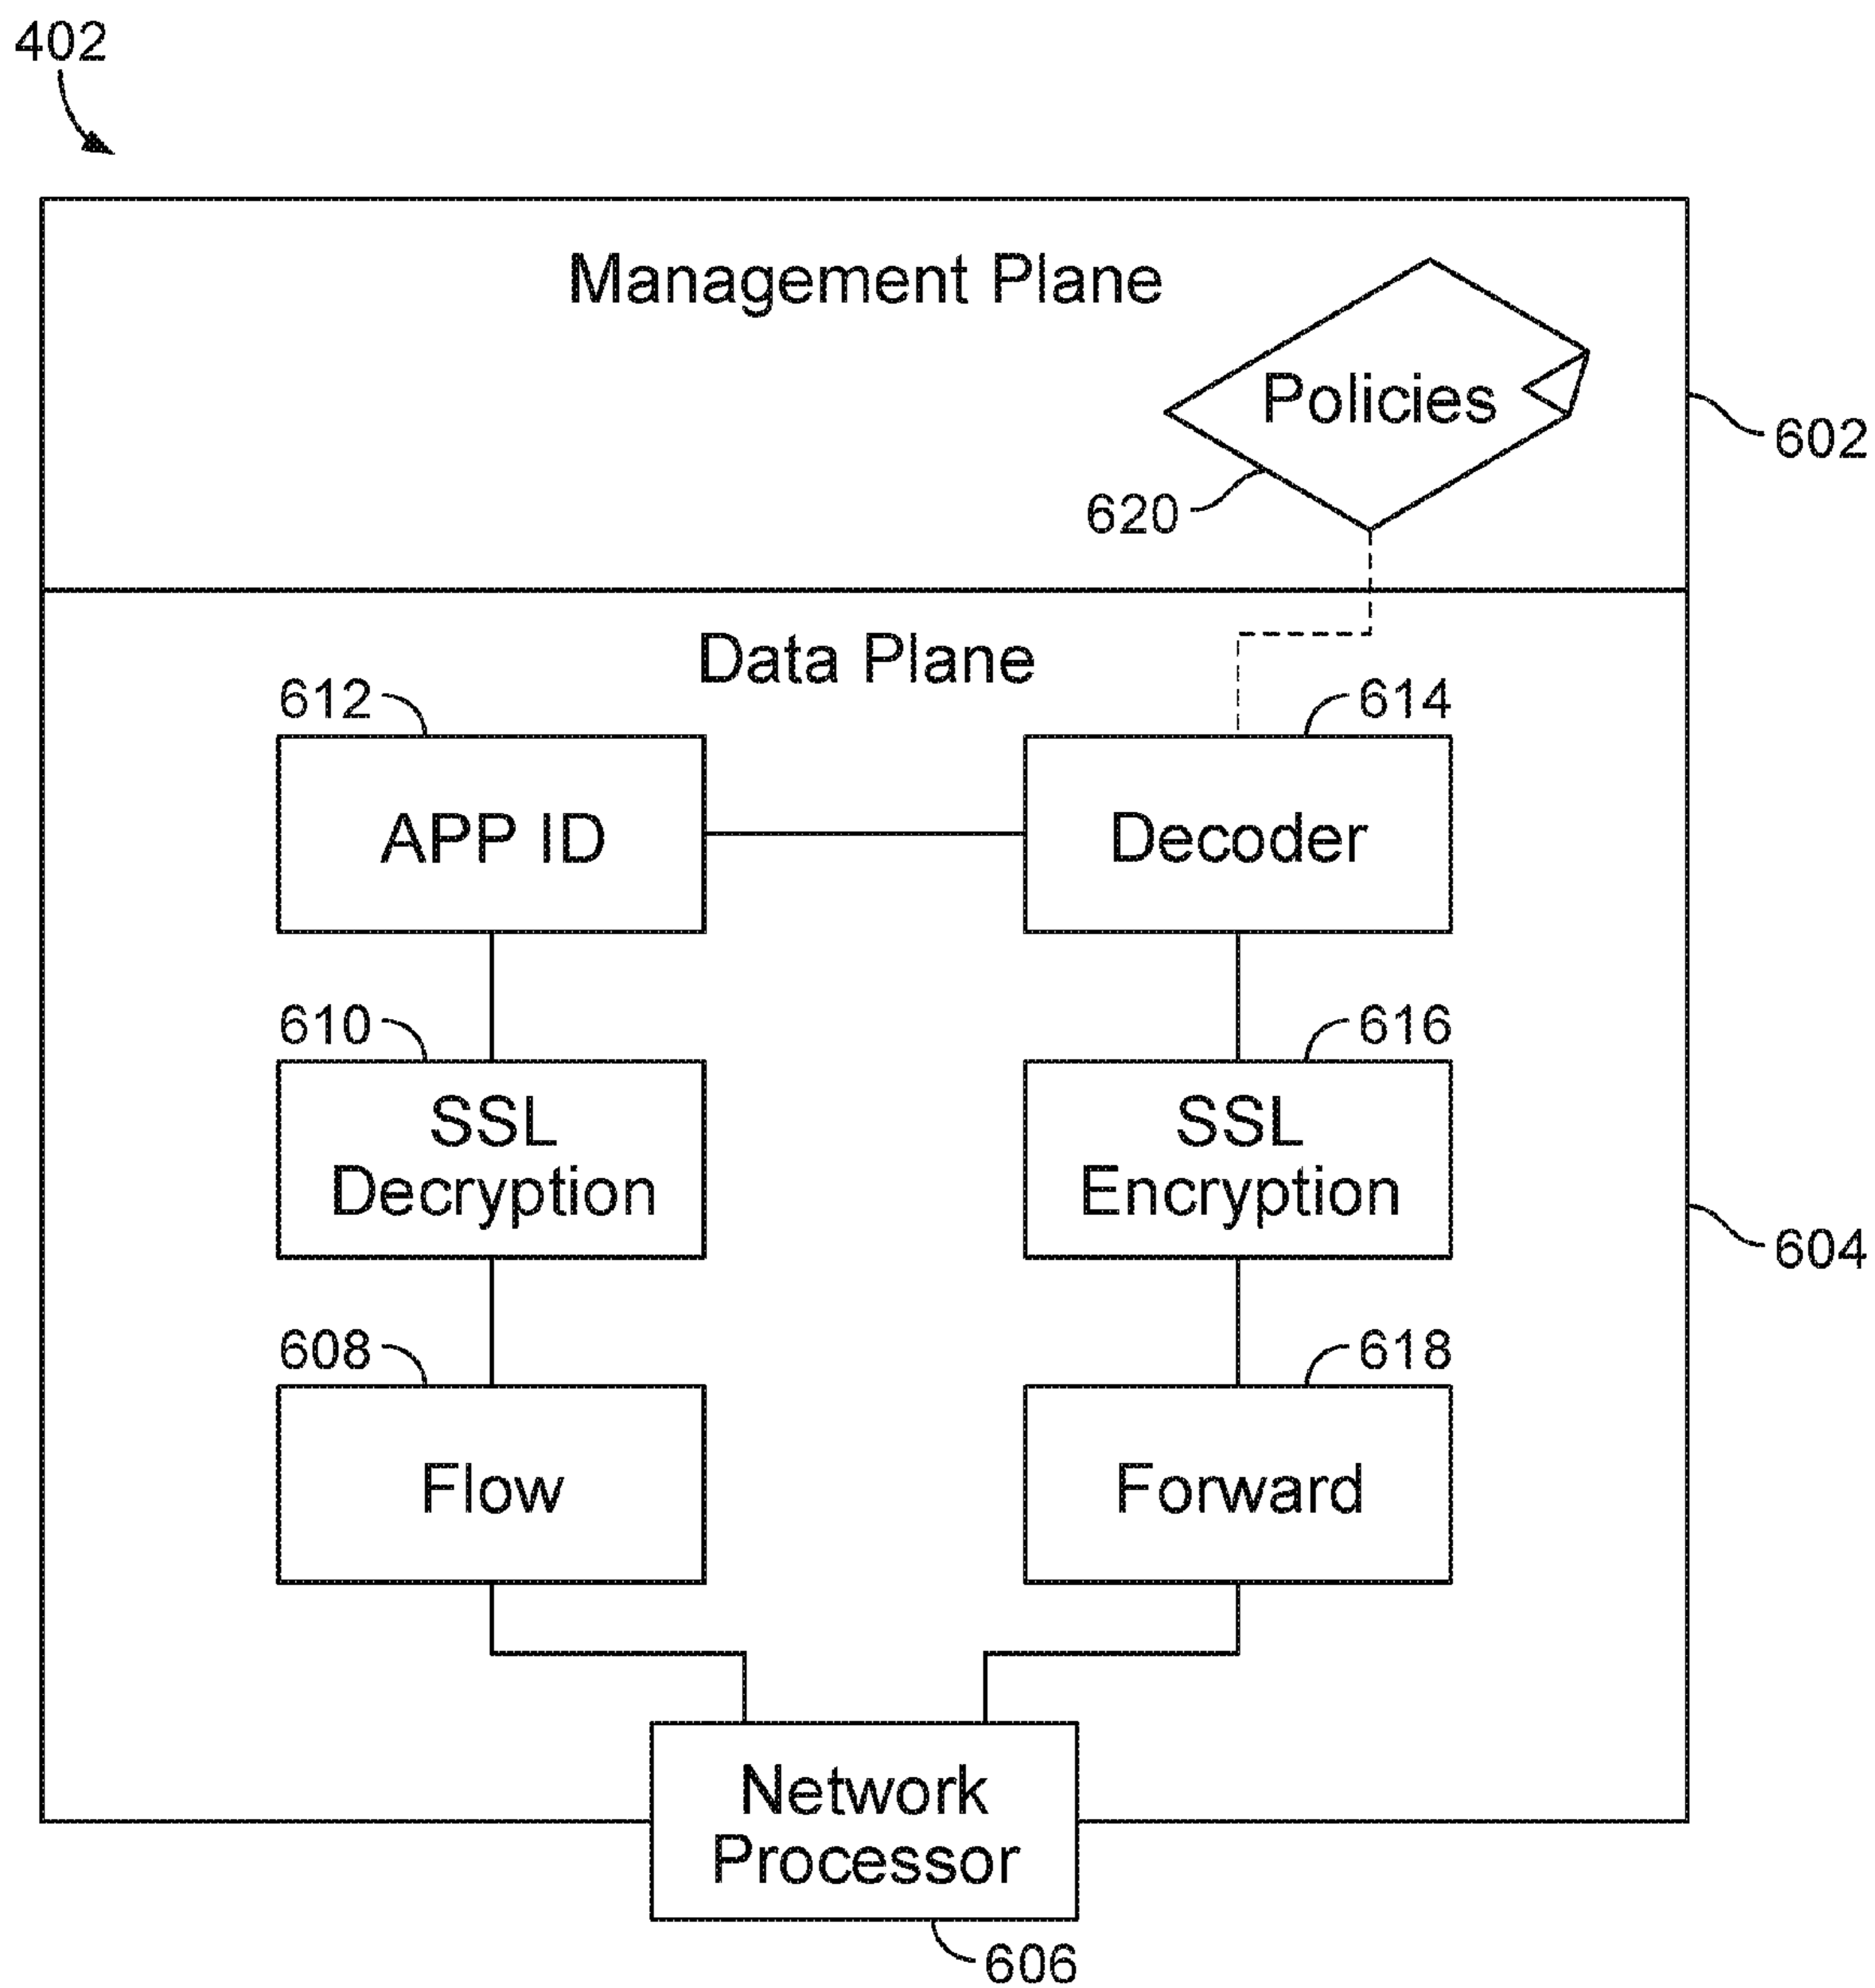 402
Management Plane
Policies
602
620
Data Plane
612
614
APP ID
Decoder
610
616
SSL
Decryption
SSL
Encryption
604
608
618
Flow
Forward
Network
Processor
606